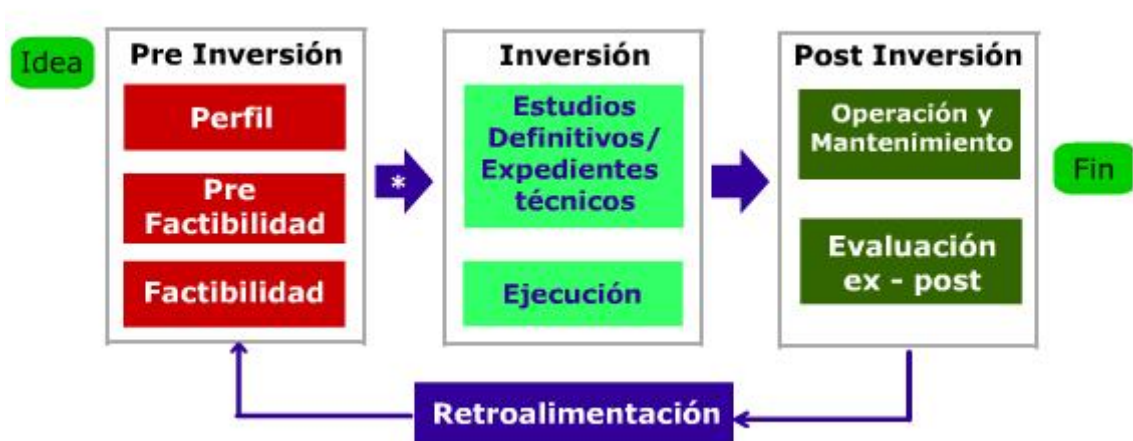 Idea
Pre Inversión
Perfil
Pre
Factibilidad
Factibilidad
*
Inversión
Estudios
Definitivos/
Expedientes
técnicos
Ejecución
Post Inversión
Operación y
Mantenimiento
Evaluación
ex - post
Fin
Retroalimentación